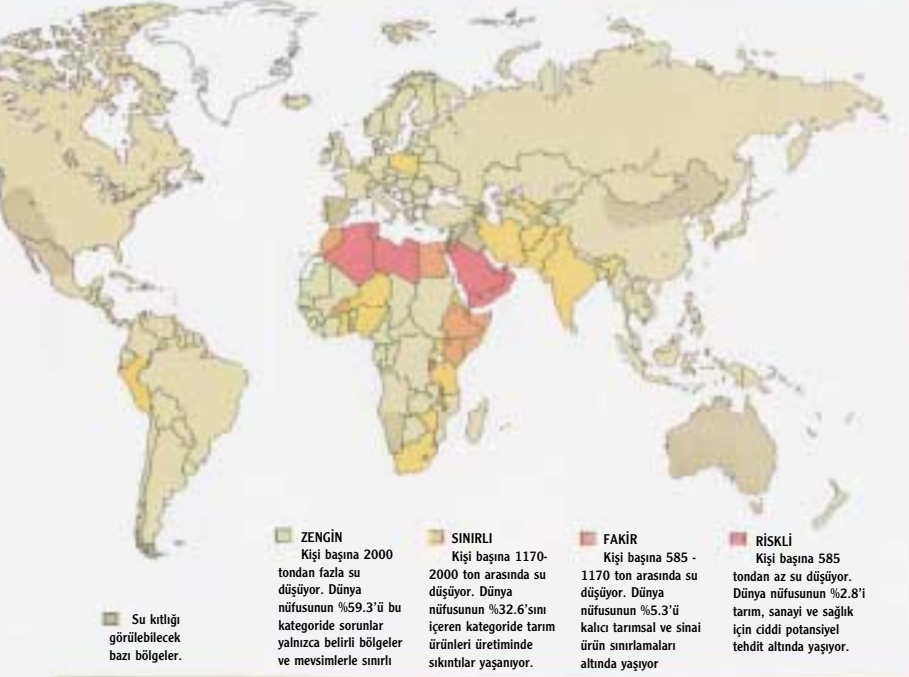 Su kıtlığı
görülebilecek
bazı bölgeler.
ZENGİN
Kişi başına 2000
tondan fazla su
düşüyor. Dünya
nüfusunun %59.3'ü bu
kategoride sorunlar
yalnızca belirli bölgeler
ve mevsimlerle sınırlı
SINIRLI
Kişi başına 1170-
2000 ton arasında su
düşüyor. Dünya
nüfusunun %32.6'sını
içeren kategoride tarım
ürünleri üretiminde
sıkıntılar yaşanıyor.
FAKİR
Kişi başına 585 -
1170 ton arasında su
düşüyor. Dünya
nüfusunun %5.3'ü
kalıcı tarımsal ve sinai
ürün sınırlamaları
altında yaşıyor
RİSKLİ
Kişi başına 585
tondan az su düşüyor.
Dünya nüfusunun %2.8'i
tarım, sanayi ve sağlık
için ciddi potansiyel
tehdit altında yaşıyor.